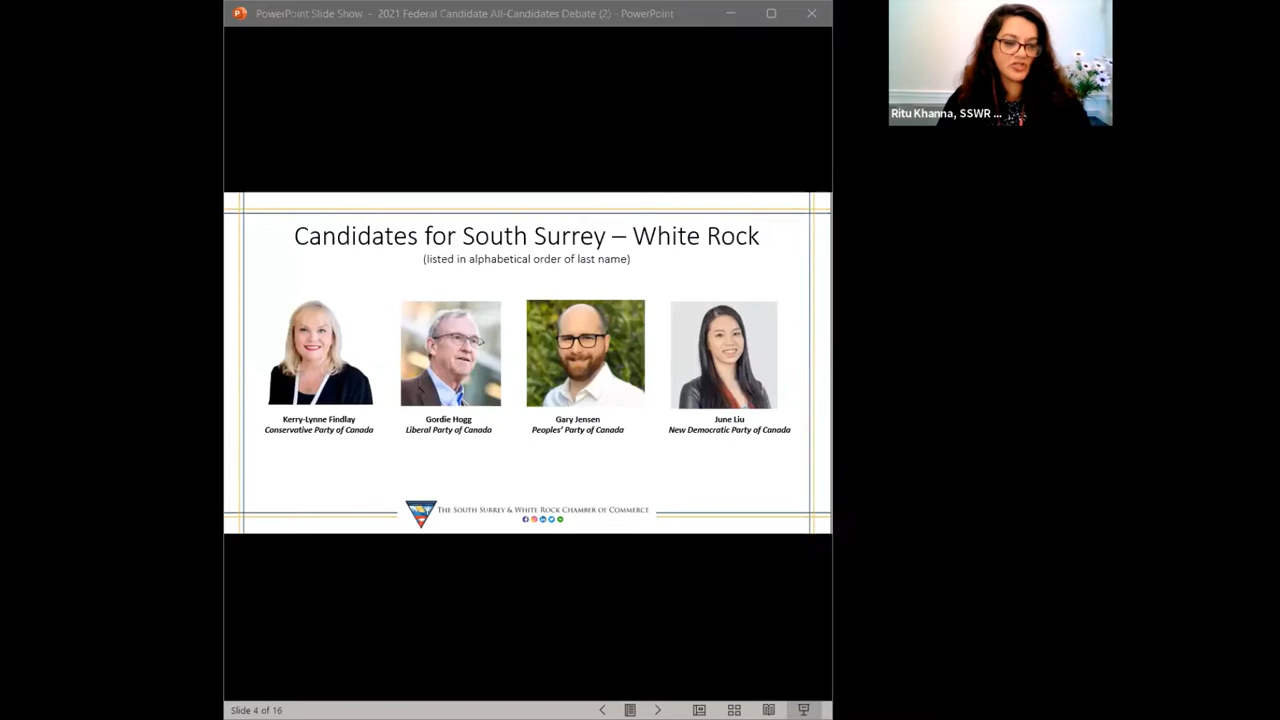 PowerPoint Slide Show - 2021 Federal Candidate All-Candidates Debate (2) - PowerPoint
Ritu Khanna, SSWR ...
Candidates for South Surrey – White Rock
(listed in alphabetical order of last name)
Kerry-Lynne Findlay
Conservative Party of Canada
Gordie Hogg
Liberal Party of Canada
Gary Jensen
Peoples' Party of Canada
June Liu
New Democratic Party of Canada
The South Surrey & White Rock Chamber of Commerce
Slide 4 of 16